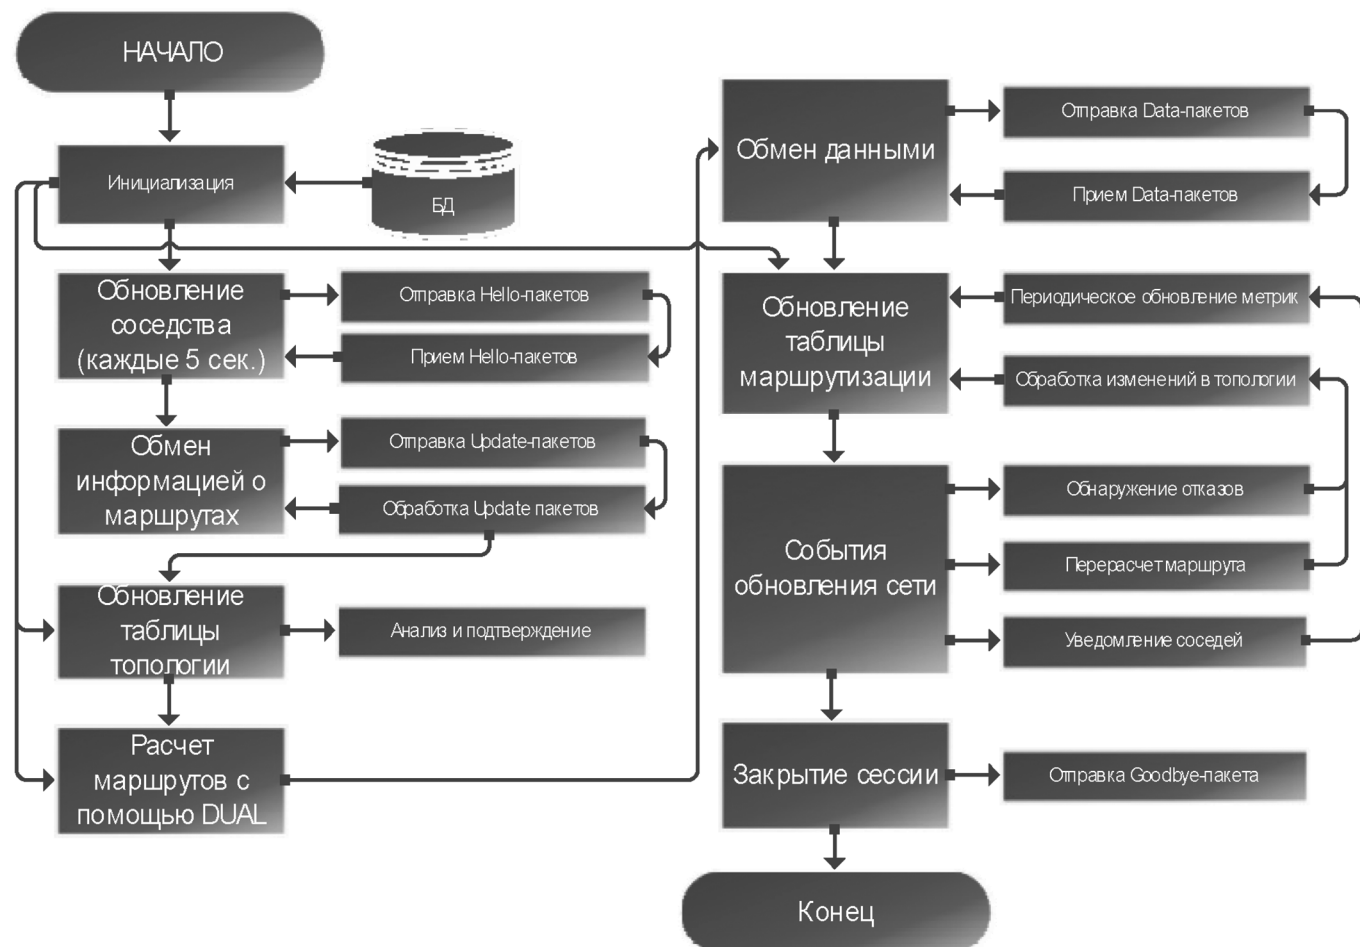 НАЧАЛО
Инициализация
БД
Обновление
соседства
(каждые 5 сек.)
Отправка Hello-пакетов
Прием Hello-пакетов
Обмен
информацией о
маршрутах
Отправка Update-пакетов
Обработка Update пакетов
Обновление
таблицы
топологии
Анализ и подтверждение
Расчет
маршрутов с
помощью DUAL
Обмен данными
Отправка Data-пакетов
Прием Data-пакетов
Обновление
таблицы
маршрутизации
Периодическое обновление метрик
Обработка изменений в топологии
События
обновления сети
Обнаружение отказов
Перерасчет маршрута
Уведомление соседей
Закрытие сессии
Отправка Goodbye-пакета
Конец